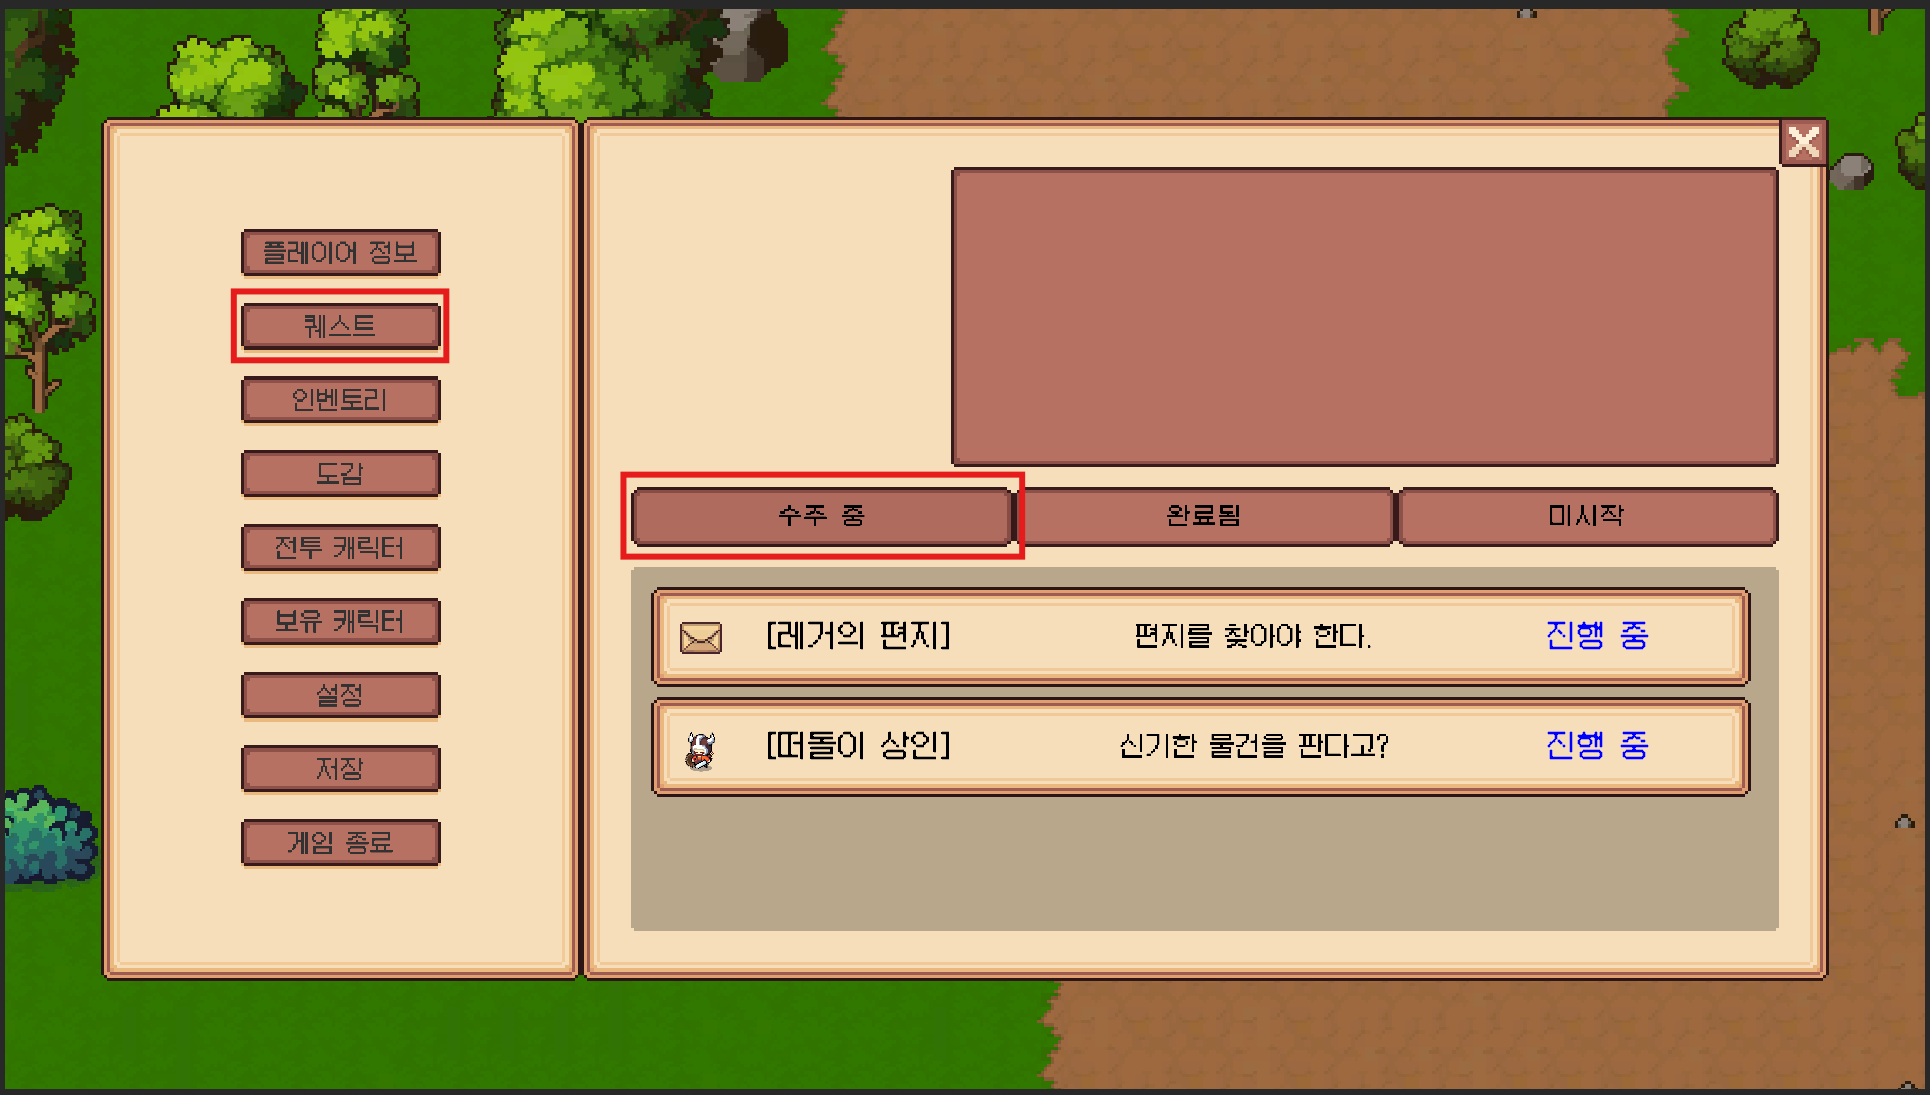 플레이어 정보
퀘스트
인벤토리
도감
전투 캐릭터
보유 캐릭터
설정
저장
게임 종료
수주 중
완료됨
미시작
[레거의 편지] 편지를 찾아야 한다. 진행 중
[떠돌이 상인] 신기한 물건을 판다고? 진행 중